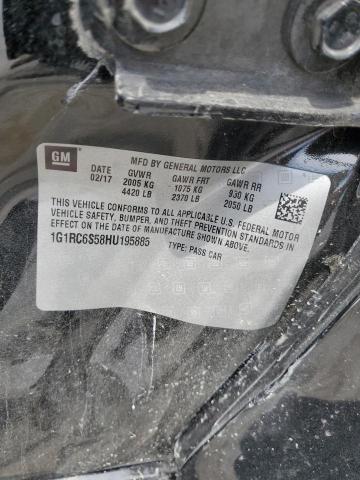 GM
MFD BY GENERAL MOTORS LLC
DATE GVWR GAWR FRT GAWR RR
02/17 2005 KG 1075 KG 930 KG
4420 LB 2370 LB 2050 LB
THIS VEHICLE CONFORMS TO ALL APPLICABLE U.S. FEDERAL MOTOR
VEHICLE SAFETY, BUMPER, AND THEFT PREVENTION STANDARDS IN
EFFECT ON THE DATE OF MANUFACTURE SHOWN ABOVE.
1G1RC6S58HU195885
TYPE: PASS CAR